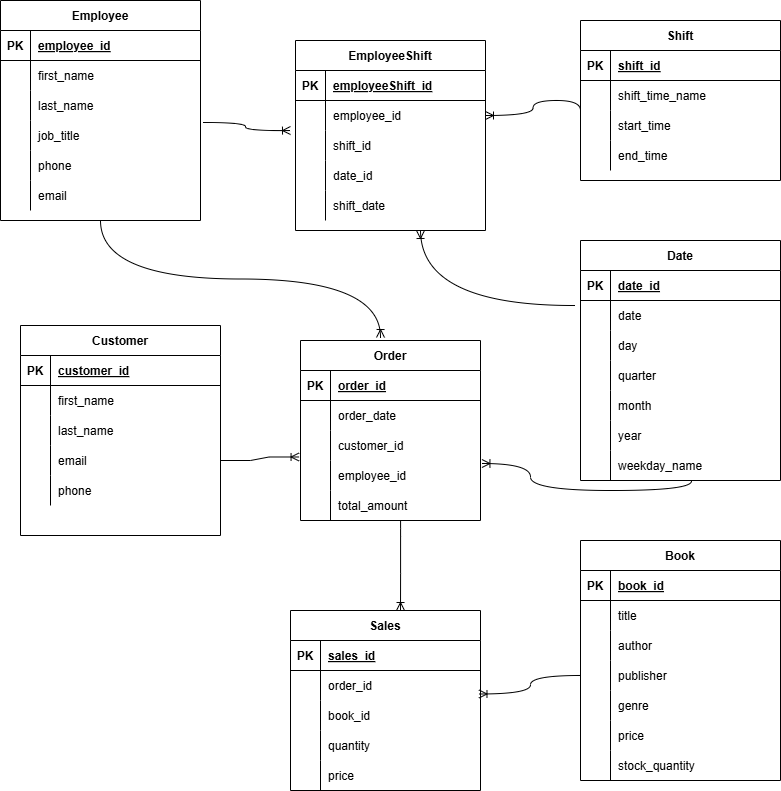 Employee
PK employee_id
first_name
last_name
job_title
phone
email
EmployeeShift
PK employeeShift_id
employee_id
shift_id
date_id
shift_date
Shift
PK shift_id
shift_time_name
start_time
end_time
Date
PK date_id
date
day
quarter
month
year
weekday_name
Customer
PK customer_id
first_name
last_name
email
phone
Order
PK order_id
order_date
customer_id
employee_id
total_amount
Sales
PK sales_id
order_id
book_id
quantity
price
Book
PK book_id
title
author
publisher
genre
price
stock_quantity